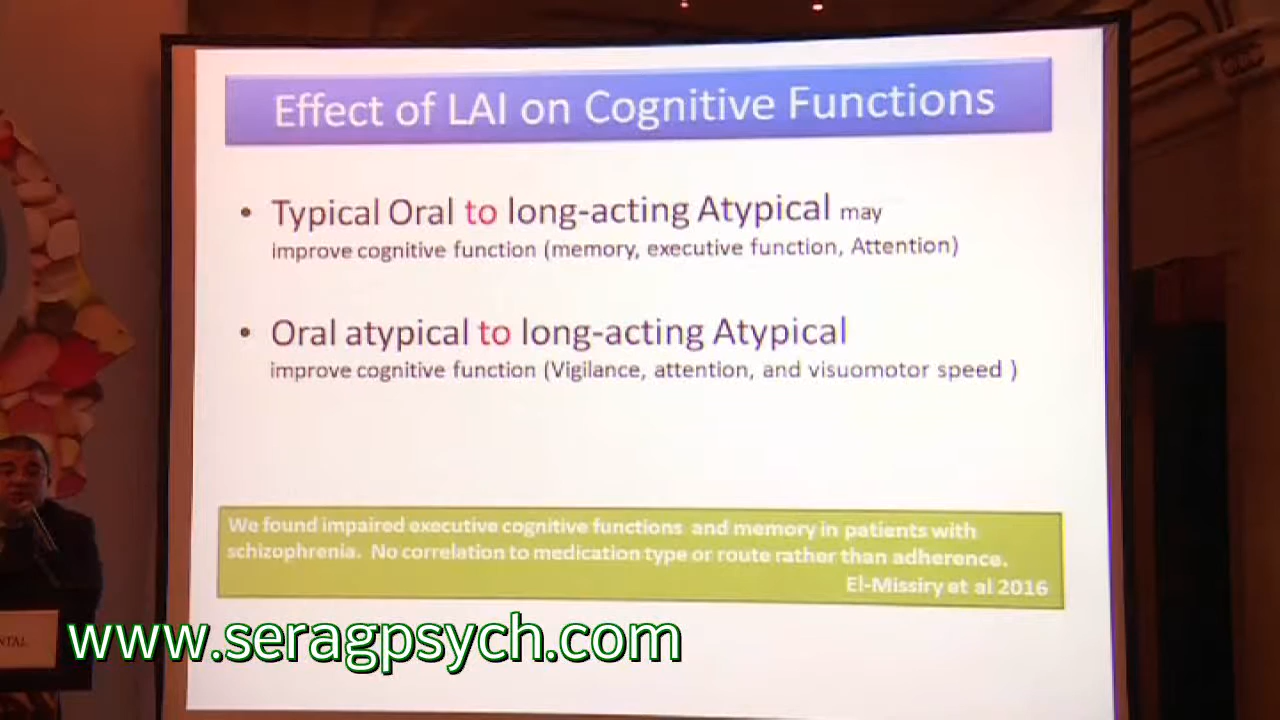 Effect of LAI on Cognitive Functions
• Typical Oral to long-acting Atypical may
improve cognitive function (memory, executive function, Attention)
• Oral atypical to long-acting Atypical
improve cognitive function (Vigilance, attention, and visuomotor speed )
We found impaired executive cognitive functions and memory in patients with
schizophrenia. No correlation to medication type or route rather than adherence.
El-Missiry et al 2016
NTAL
www.seragpsych.com